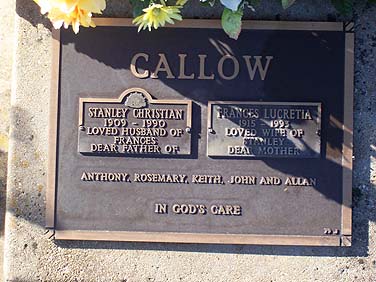 CALLOW
STANLEY CHRISTIAN
1909 - 1990
LOVED HUSBAND OF
FRANCES
DEAR FATHER OF
FRANCES LUCRETIA
1915 - 1993
LOVED WIFE OF
STANLEY
DEAR MOTHER
ANTHONY, ROSEMARY, KEITH, JOHN AND ALLAN
IN GOD'S CARE